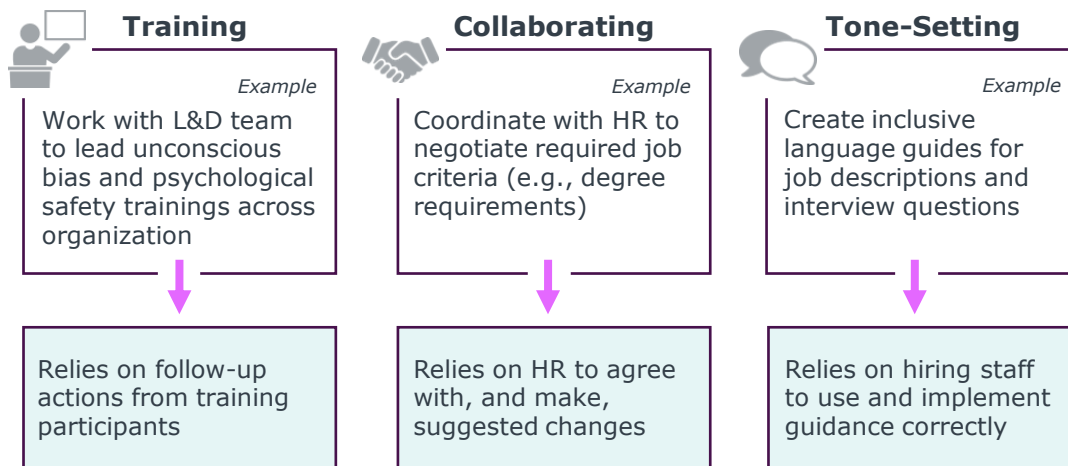 Training
Example
Work with L&D team
to lead unconscious
bias and psychological
safety trainings across
organization
Relies on follow-up
actions from training
participants
Collaborating
Example
Coordinate with HR to
negotiate required job
criteria (e.g., degree
requirements)
Relies on HR to agree
with, and make,
suggested changes
Tone-Setting
Example
Create inclusive
language guides for
job descriptions and
interview questions
Relies on hiring staff
to use and implement
guidance correctly